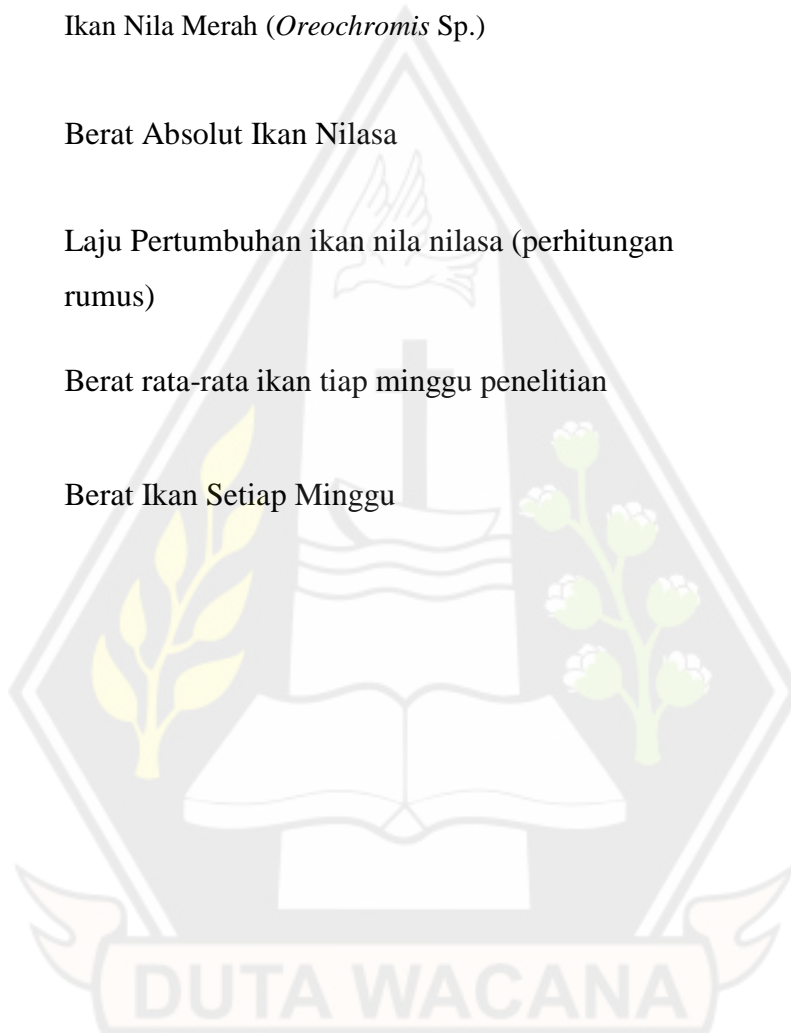 Ikan Nila Merah (Oreochromis Sp.)
Berat Absolut Ikan Nilasa
Laju Pertumbuhan ikan nila nilasa (perhitungan
rumus)
Berat rata-rata ikan tiap minggu penelitian
Berat Ikan Setiap Minggu
DUTA WACANA